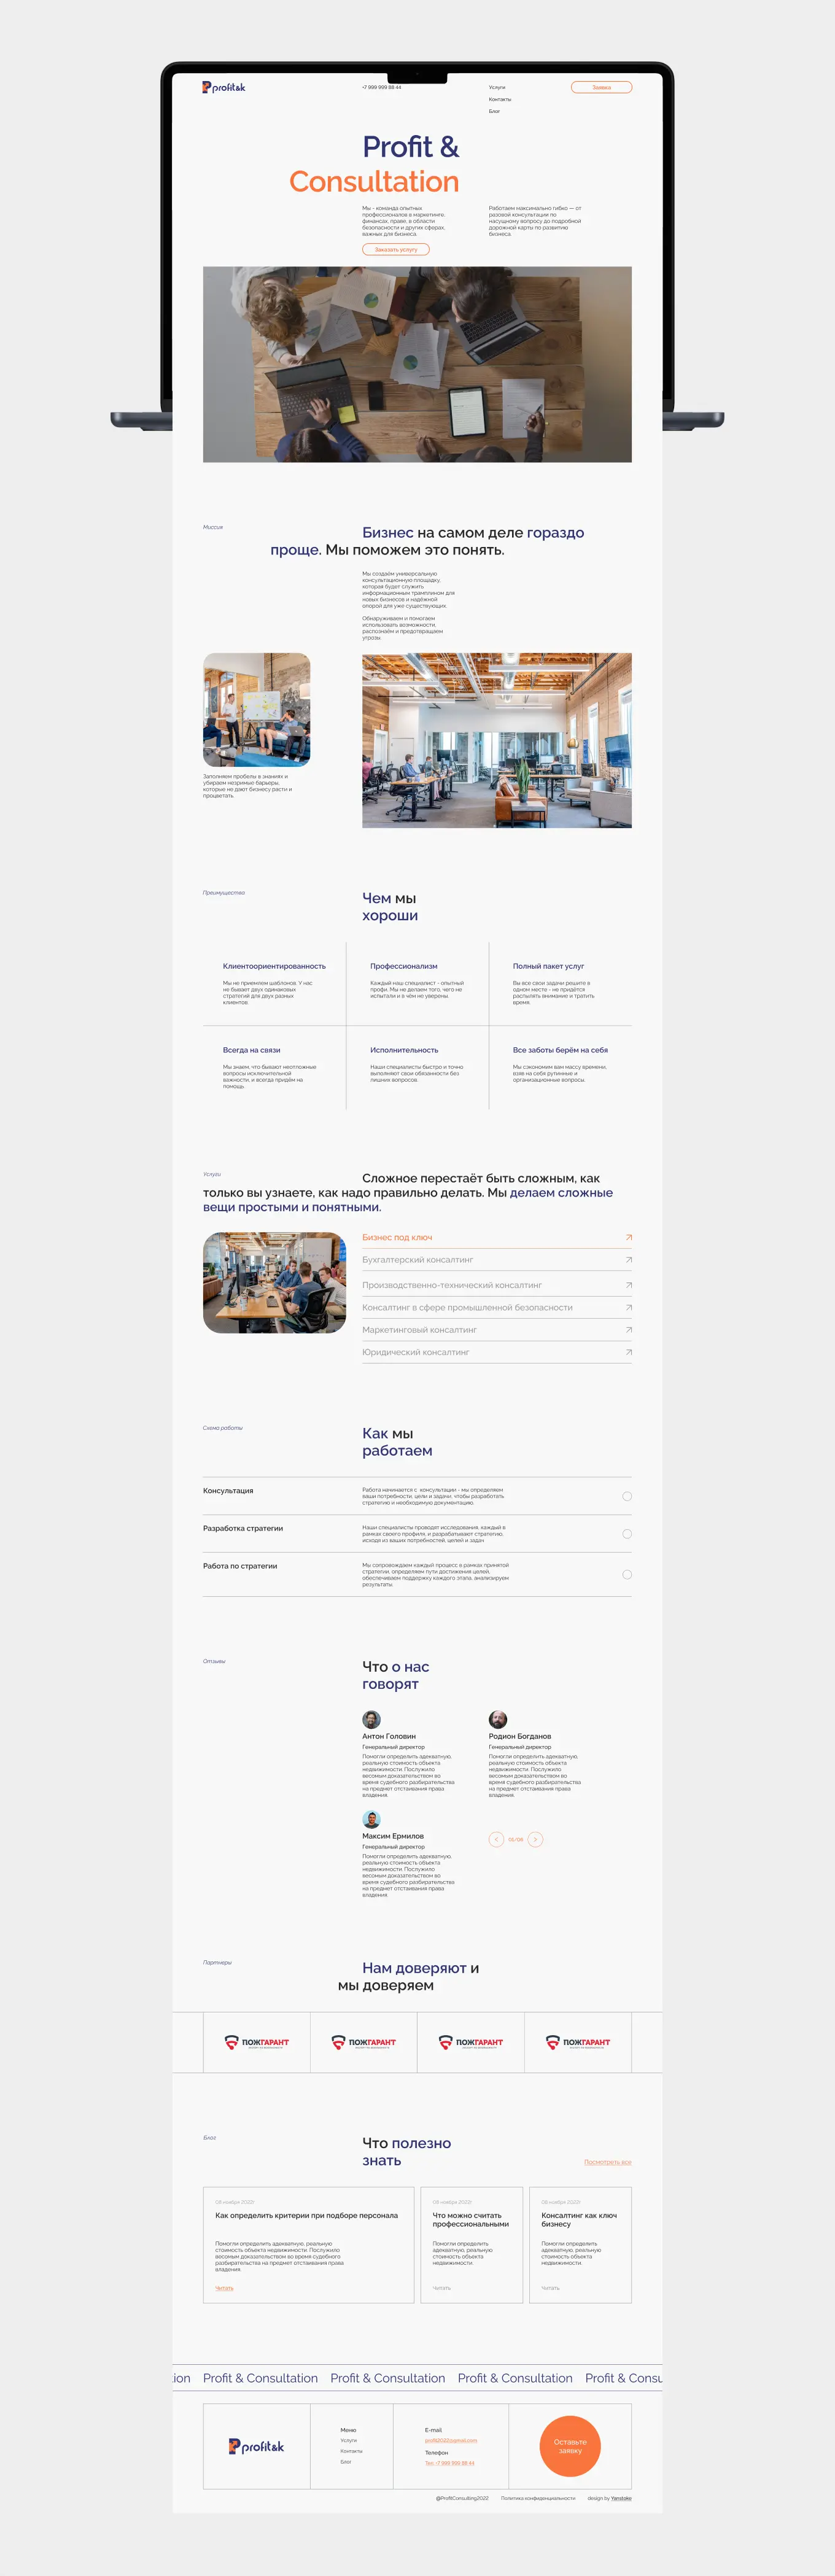 profit&k
+7 999 999 88 44
Услуги
Контакты
Блог
Заявка
Profit &
Consultation
Мы – команда опытных
профессионалов в маркетинге,
финансах, праве, в области
безопасности и других сферах,
важных для бизнеса.
Работаем максимально гибко — от
разовой консультации по
насущному вопросу до подробной
дорожной карты по развитию
бизнеса.
Заказать услугу
Миссия
Бизнес на самом деле гораздо
проще. Мы поможем это понять.
Мы создаём универсальную
консультационную площадку,
которая будет служить
информационным трамплином для
новых бизнесов и надёжной
опорой для уже существующих.
Обнаруживаем и помогаем
использовать возможности,
распознаём и предотвращаем
угрозы.
Заполняем пробелы в знаниях и
убираем незримые барьеры,
которые не дают бизнесу расти и
процветать.
Преимущества
Чем мы
хороши
Клиентоориентированность
Мы не приемлем шаблонов. У нас
не бывает двух одинаковых
стратегий для двух разных
клиентов.
Профессионализм
Каждый наш специалист - опытный
профи. Мы не делаем того, чего не
испытали и в чём не уверены.
Полный пакет услуг
Вы все свои задачи решите в
одном месте - не придётся
распылять внимание и тратить
время.
Всегда на связи
Мы знаем, что бывают неотложные
вопросы исключительной
важности, и всегда придём на
помощь.
Исполнительность
Наши специалисты быстро и точно
выполняют свои обязанности без
лишних вопросов.
Все заботы берём на себя
Мы сэкономим вам массу времени,
взяв на себя рутинные и
организационные вопросы.
Услуги
Сложное перестаёт быть сложным, как
только вы узнаете, как надо правильно делать. Мы делаем сложные
вещи простыми и понятными.
Бизнес под ключ
Бухгалтерский консалтинг
Производственно-технический консалтинг
Консалтинг в сфере промышленной безопасности
Маркетинговый консалтинг
Юридический консалтинг
Схема работы
Как мы
работаем
Консультация
Работа начинается с консультации - мы определяем
ваши потребности, цели и задачи, чтобы разработать
стратегию и необходимую документацию.
Разработка стратегии
Наши специалисты проводят исследования, каждый в
рамках своего профиля, и разрабатывают стратегию,
исходя из ваших потребностей, целей и задач
Работа по стратегии
Мы сопровождаем каждый процесс в рамках принятой
стратегии, определяем пути достижения целей,
обеспечиваем поддержку каждого этапа, анализируем
результаты.
Отзывы
Что о нас
говорят
Антон Головин
Генеральный директор
Помогли определить адекватную,
реальную стоимость объекта
недвижимости. Послужило
весомым доказательством во
время судебного разбирательства
на предмет отстаивания права
владения.
Родион Богданов
Генеральный директор
Помогли определить адекватную,
реальную стоимость объекта
недвижимости. Послужило
весомым доказательством во
время судебного разбирательства
на предмет отстаивания права
владения.
Максим Ермилов
Генеральный директор
Помогли определить адекватную,
реальную стоимость объекта
недвижимости. Послужило
весомым доказательством во
время судебного разбирательства
на предмет отстаивания права
владения.
Партнеры
Нам доверяют и
мы доверяем
ПОЖГАРАНТ
ПОЖГАРАНТ
ПОЖГАРАНТ
ПОЖГАРАНТ
Блог
Что полезно
знать
Посмотреть все
08 ноября 2022г
Как определить критерии при подборе персонала
Помогли определить адекватную, реальную
стоимость объекта недвижимости. Послужило
весомым доказательством во время судебного
разбирательства на предмет отстаивания права
владения.
Читать
08 ноября 2022г
Что можно считать
профессиональными
Помогли определить
адекватную, реальную
стоимость объекта
недвижимости.
Читать
08 ноября 2022г
Консалтинг как ключ
бизнесу
Помогли определить
адекватную, реальную
стоимость объекта
недвижимости.
Читать
ion Profit & Consultation Profit & Consultation Profit & Consultation Profit & Consu
profit&k
Меню
Услуги
Контакты
Блог
E-mail
profit2022@gmail.com
Телефон
Тел: +7 999 999 88 44
Оставьте
заявку
@ProfitConsulting2022
Политика конфиденциальности
design by Yandoko